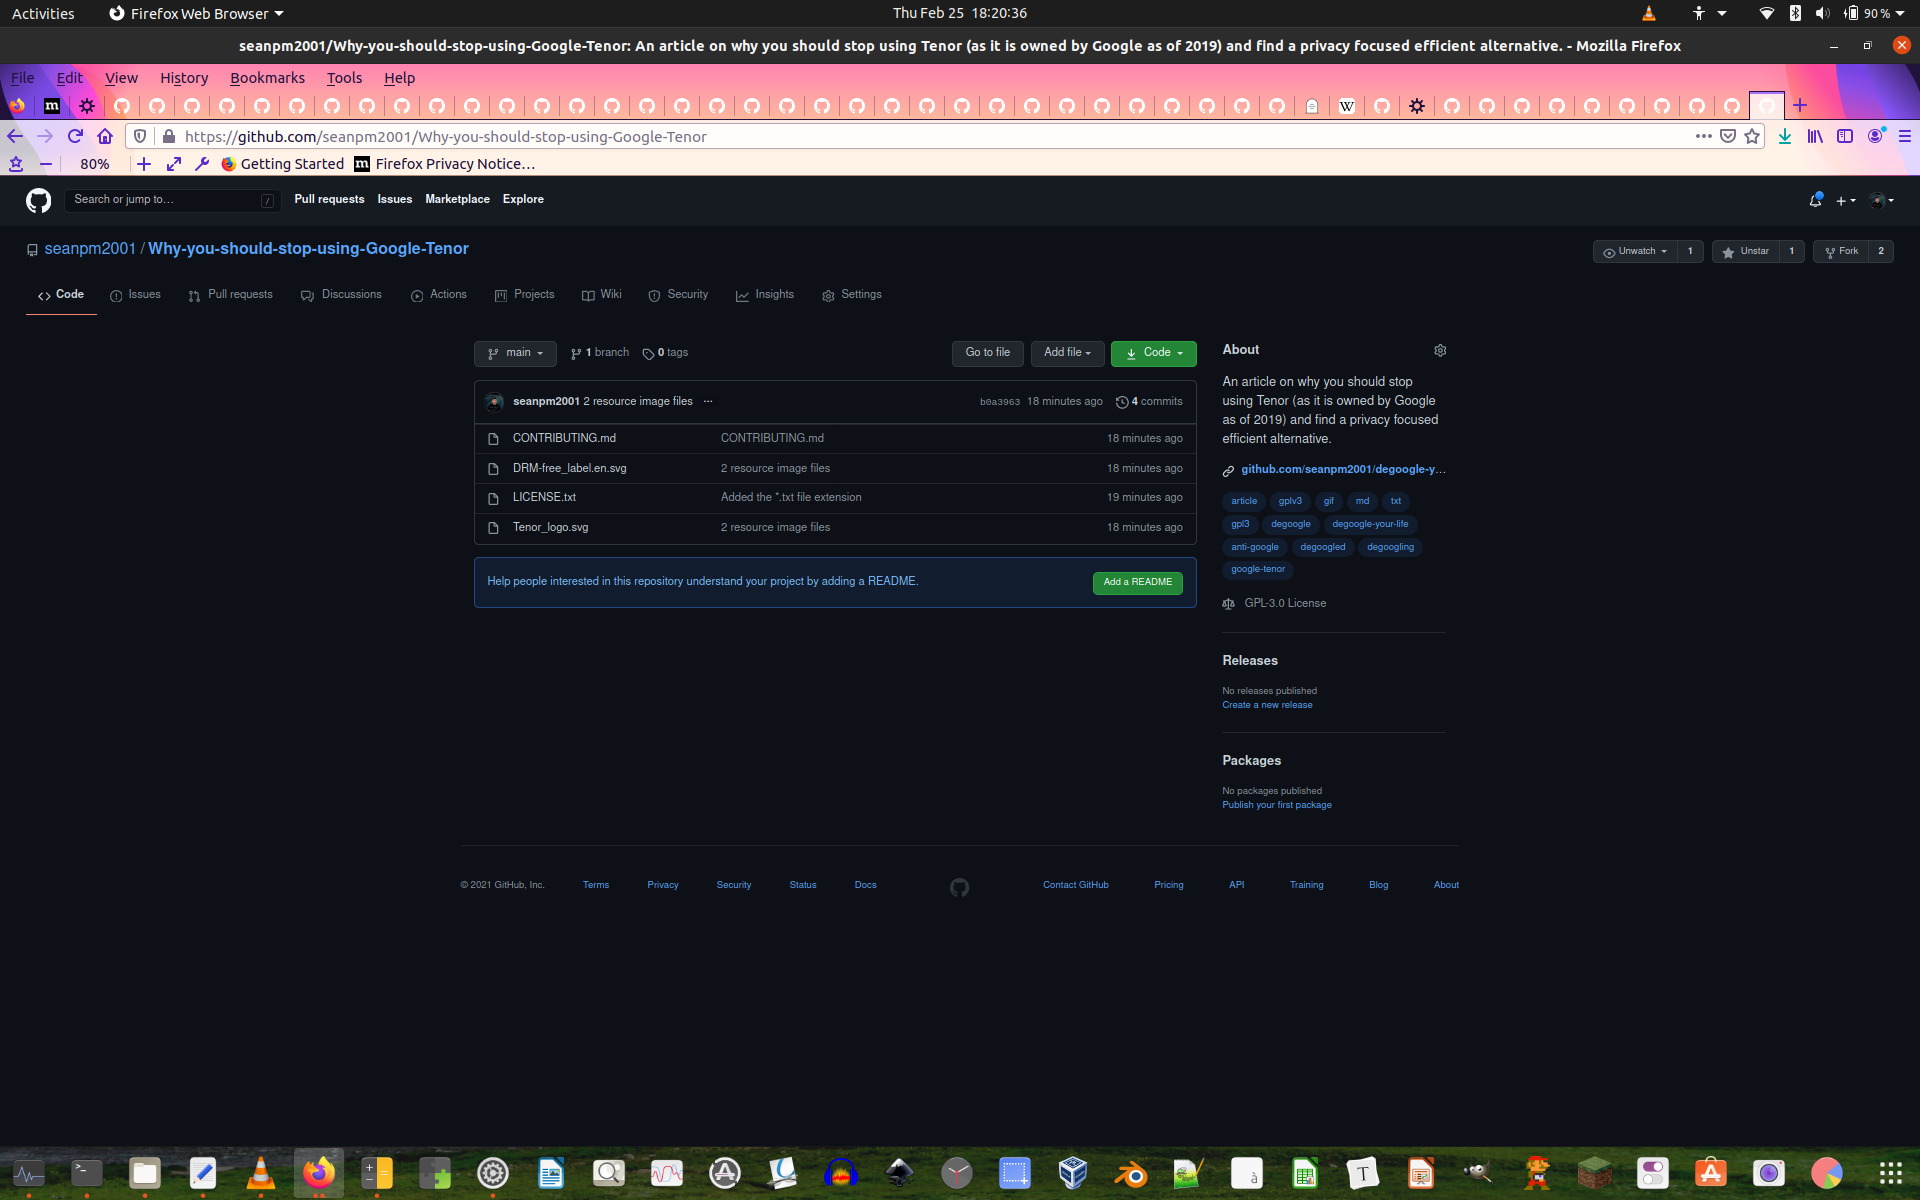 Activities
Firefox Web Browser
Thu Feb 25 18:20:36
90 %
seanpm2001/Why-you-should-stop-using-Google-Tenor: An article on why you should stop using Tenor (as it is owned by Google as of 2019) and find a privacy focused efficient alternative. - Mozilla Firefox
File Edit View History Bookmarks Tools Help
https://github.com/seanpm2001/Why-you-should-stop-using-Google-Tenor
80%
Getting Started
Firefox Privacy Notice…
Search or jump to…
/
Pull requests Issues Marketplace Explore
seanpm2001 / Why-you-should-stop-using-Google-Tenor
Unwatch 1
Unstar 1
Fork 2
Code
Issues
Pull requests
Discussions
Actions
Projects
Wiki
Security
Insights
Settings
main
1 branch
0 tags
Go to file
Add file
Code
seanpm2001 2 resource image files ...
b0a3963 18 minutes ago
4 commits
CONTRIBUTING.md CONTRIBUTING.md 18 minutes ago
DRM-free_label.en.svg 2 resource image files 18 minutes ago
LICENSE.txt Added the *.txt file extension 19 minutes ago
Tenor_logo.svg 2 resource image files 18 minutes ago
Help people interested in this repository understand your project by adding a README.
Add a README
About
An article on why you should stop
using Tenor (as it is owned by Google
as of 2019) and find a privacy focused
efficient alternative.
github.com/seanpm2001/degoogle-y…
article gplv3 gif md txt
gpl3 degoogle degoogle-your-life
anti-google degoogled degoogling
google-tenor
GPL-3.0 License
Releases
No releases published
Create a new release
Packages
No packages published
Publish your first package
© 2021 GitHub, Inc. Terms Privacy Security Status Docs Contact GitHub Pricing API Training Blog About